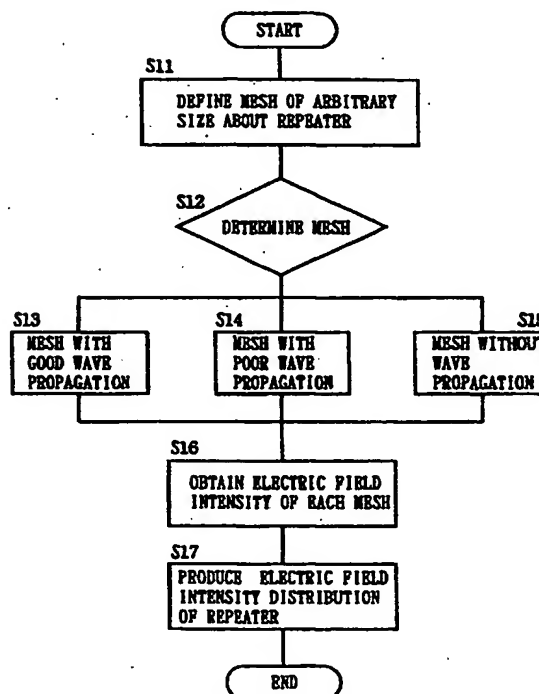 START
S11
DEFINE MESH OF ARBITRARY
SIZE ABOUT REPEATER
S12
DETERMINE MESH
S13
MESH WITH
GOOD WAVE
PROPAGATION
S14
MESH WITH
POOR WAVE
PROPAGATION
S15
MESH WITHOUT
WAVE
PROPAGATION
S16
OBTAIN ELECTRIC FIELD
INTENSITY OF EACH MESH
S17
PRODUCE ELECTRIC FIELD
INTENSITY DISTRIBUTION
OF REPEATER
END